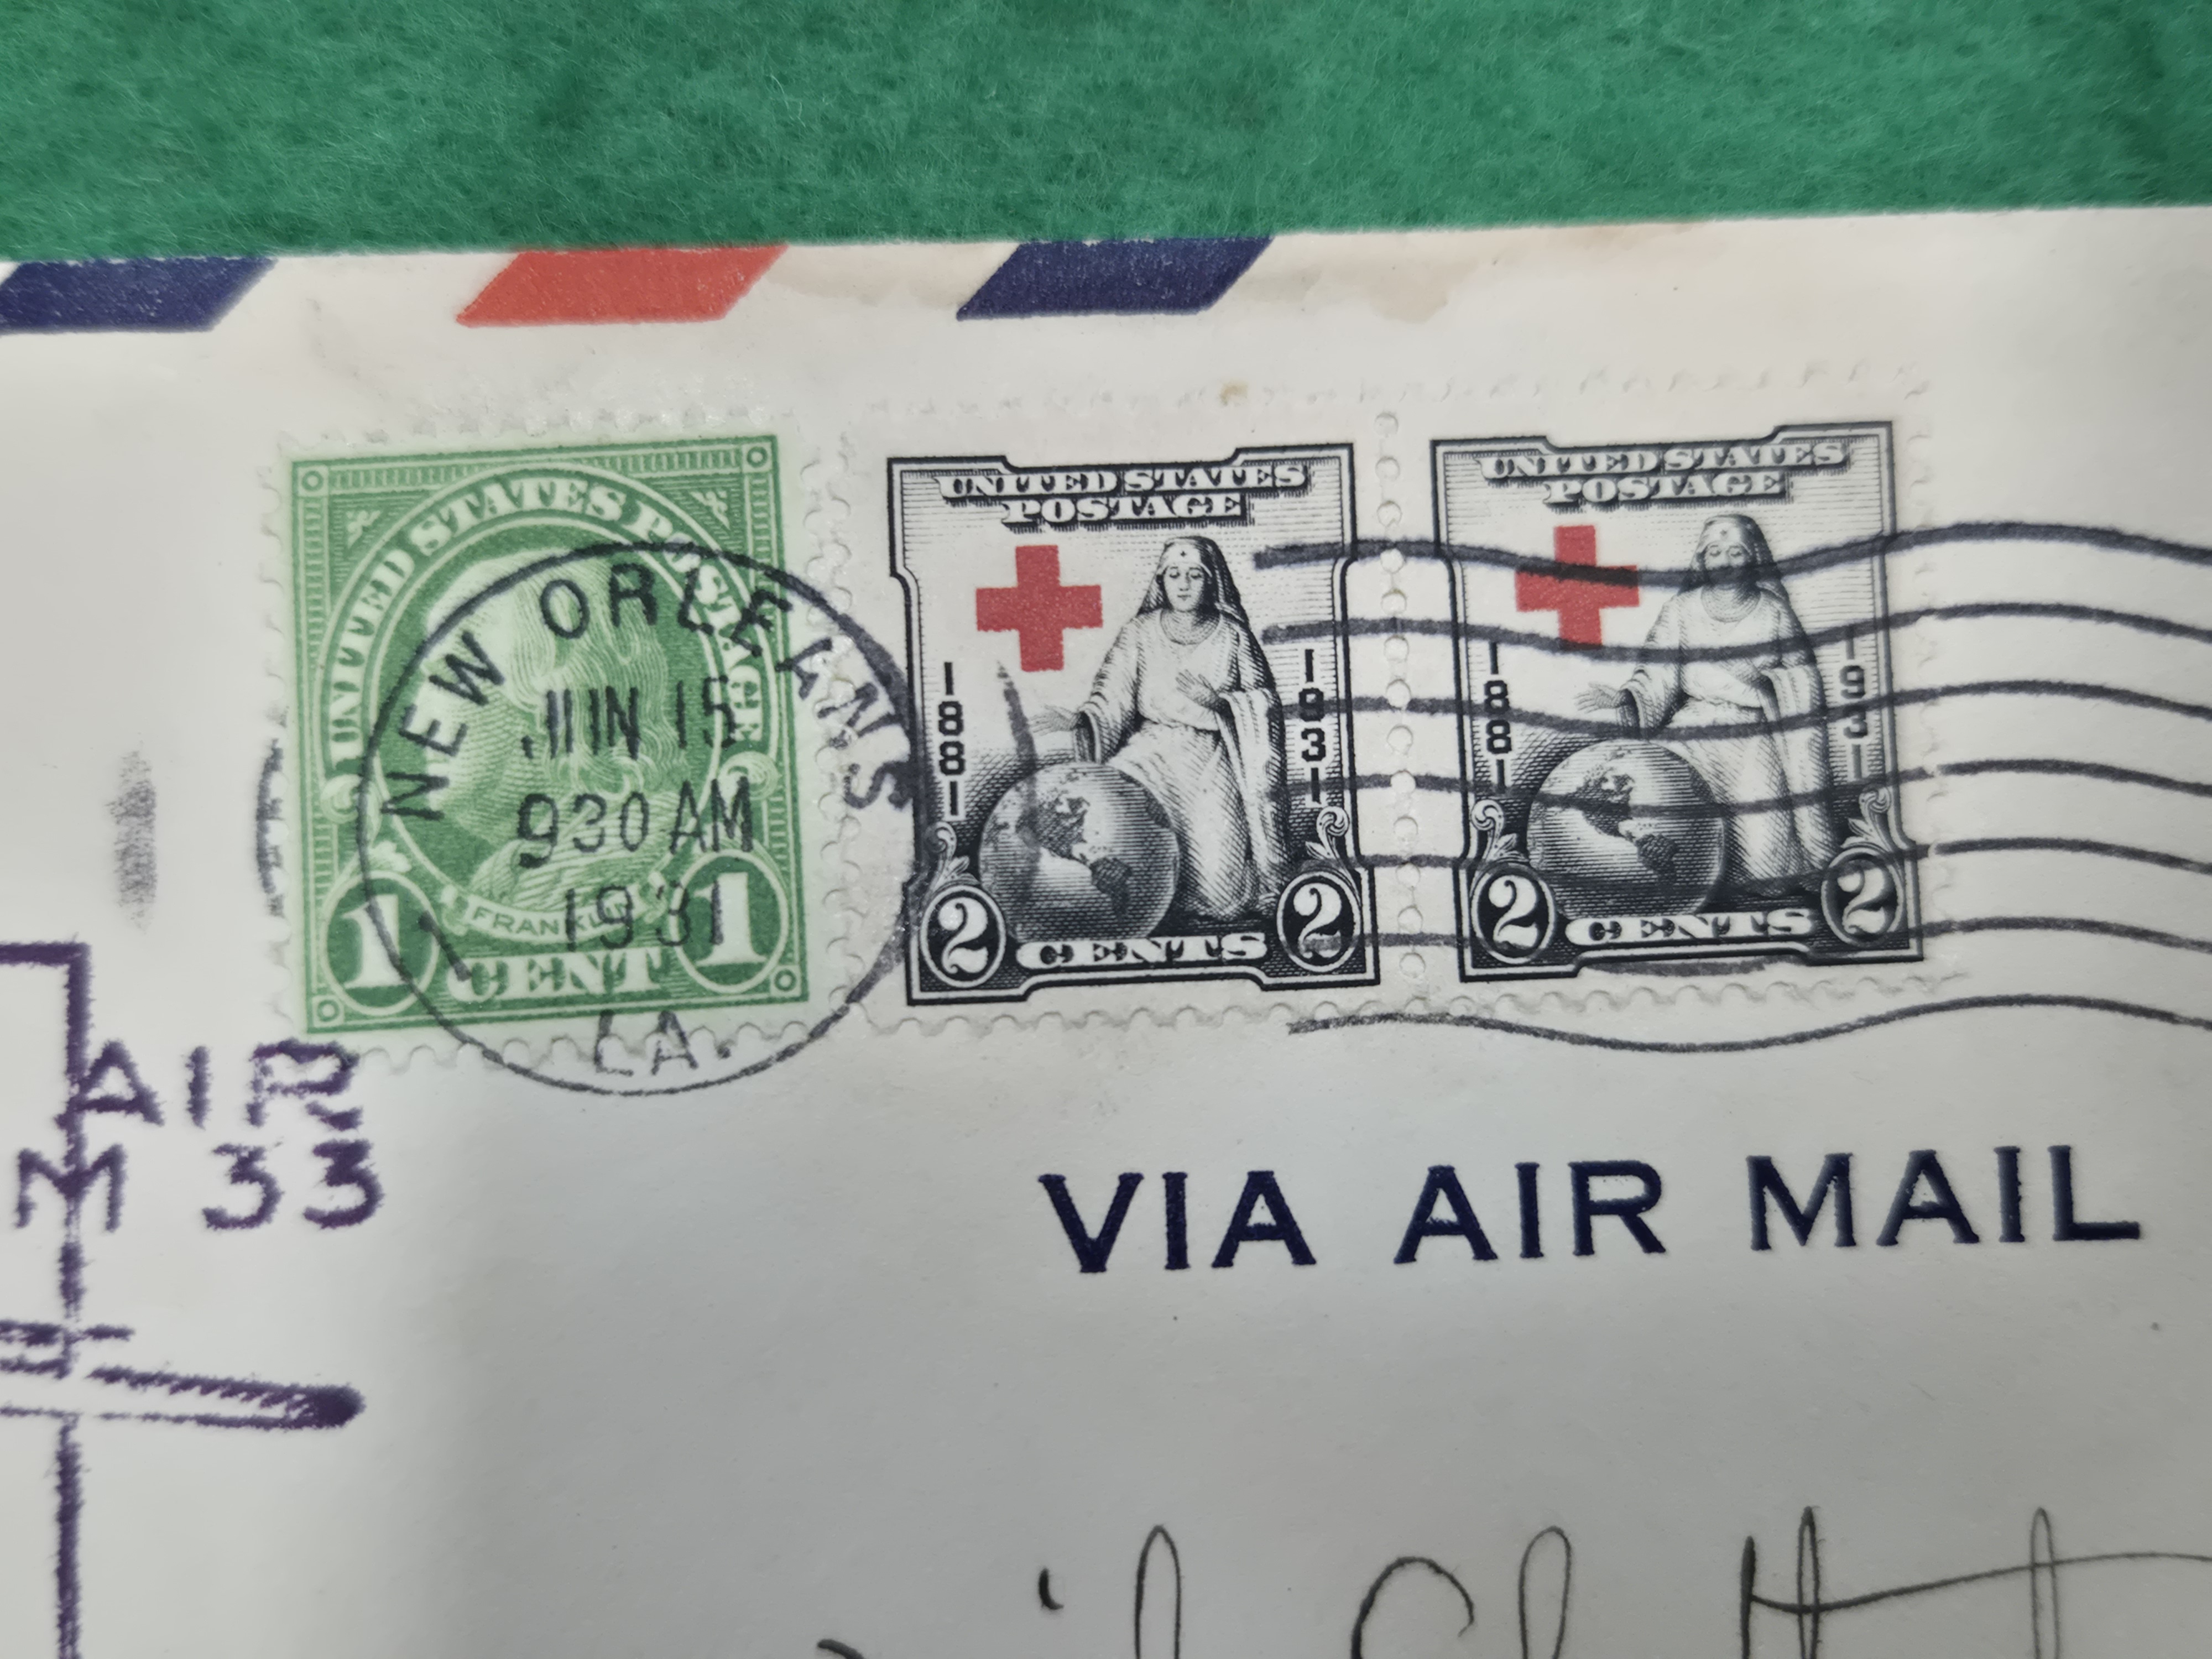 UNITED STATES POSTAGE
FRANKLIN
1 CENT 1
NEW ORLEANS
JUN 15
930 AM
1931
1
LA.
UNITED STATES
POSTAGE
1881
1931
2 CENTS 2
UNITED STATES
POSTAGE
1881
1931
2 CENTS 2
AIR
M 33
VIA AIR MAIL